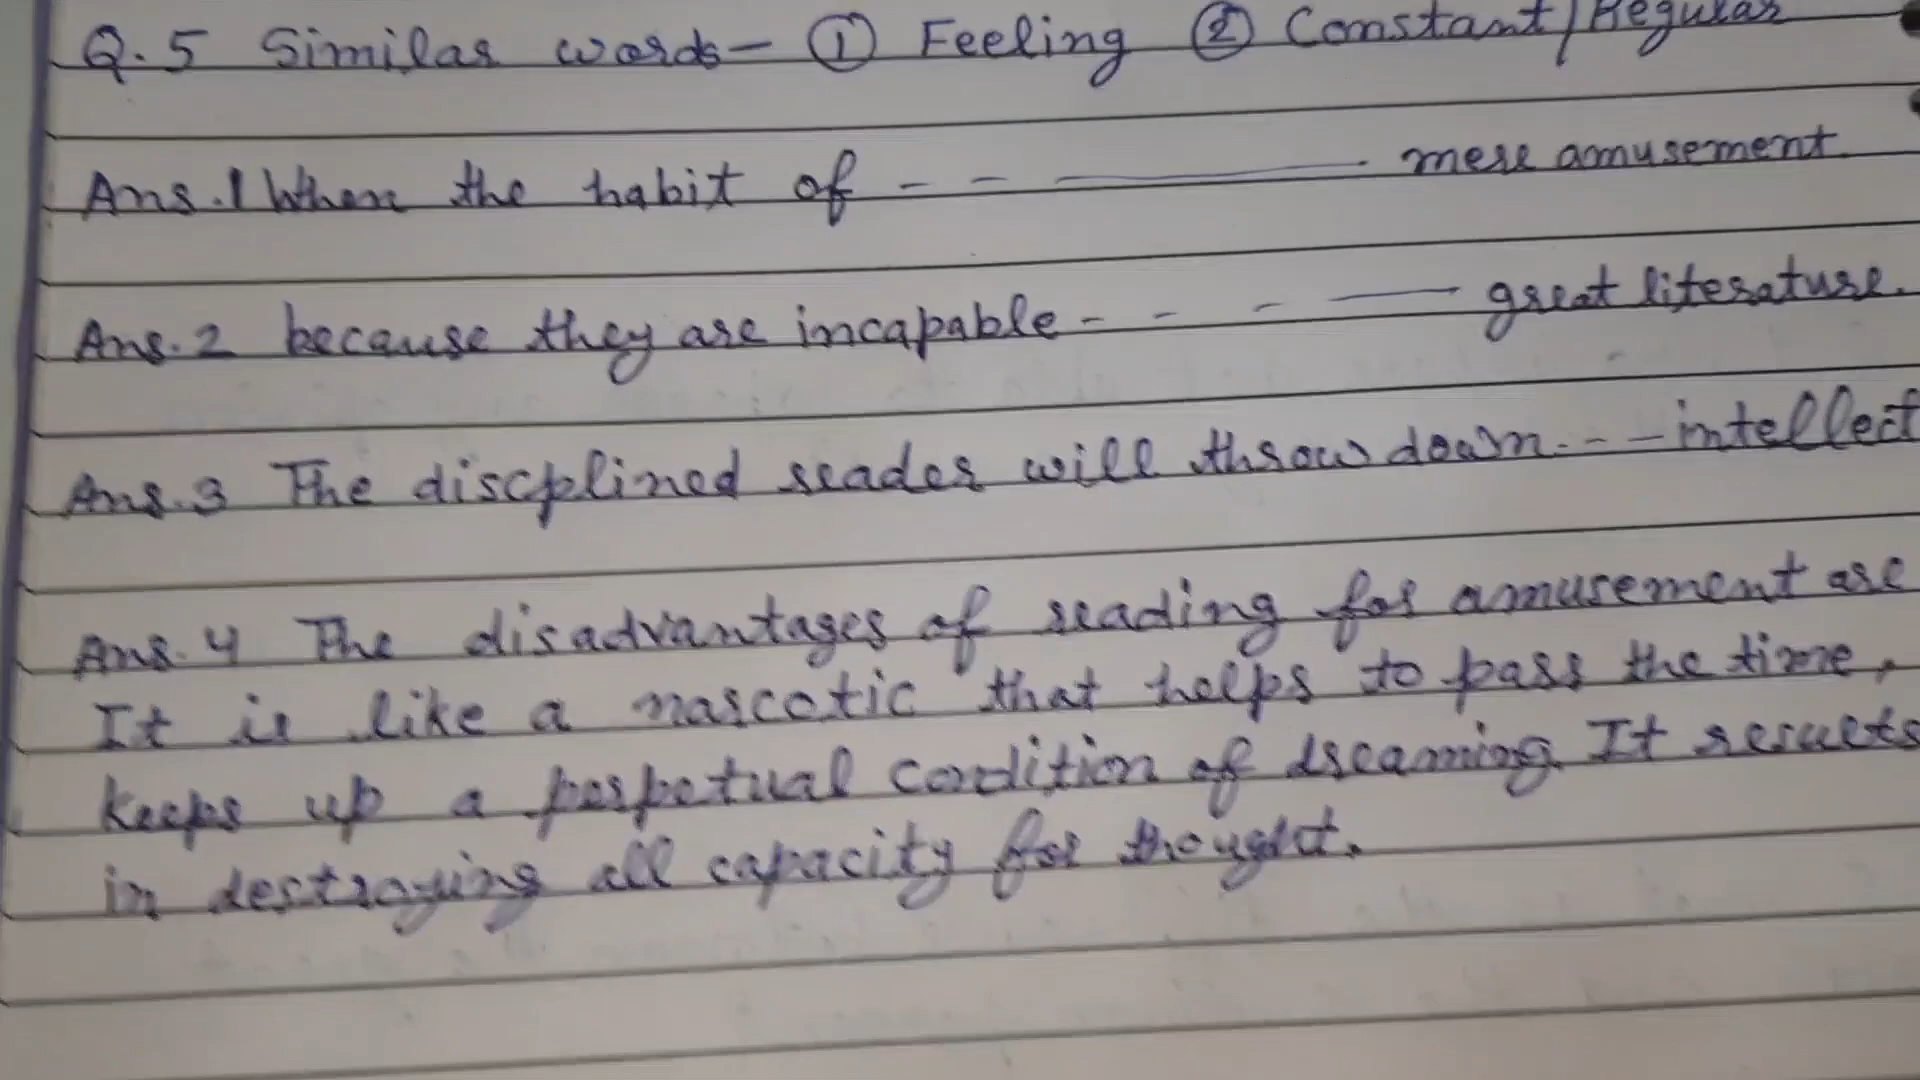 Q.5 Similar words- ① Feeling ② Constant/Regular
Ans.1 When the habit of - - ——— mere amusement
Ans.2 because they are incapable - - - —— great literature.
Ans.3 The discplined reader will throw down - - - intellect
Ans.4 The disadvantages of reading for amusement are
It is like a narcotic that helps to pass the time,
keeps up a perpetual condition of dreaming It results
in destroying all capacity for thought.